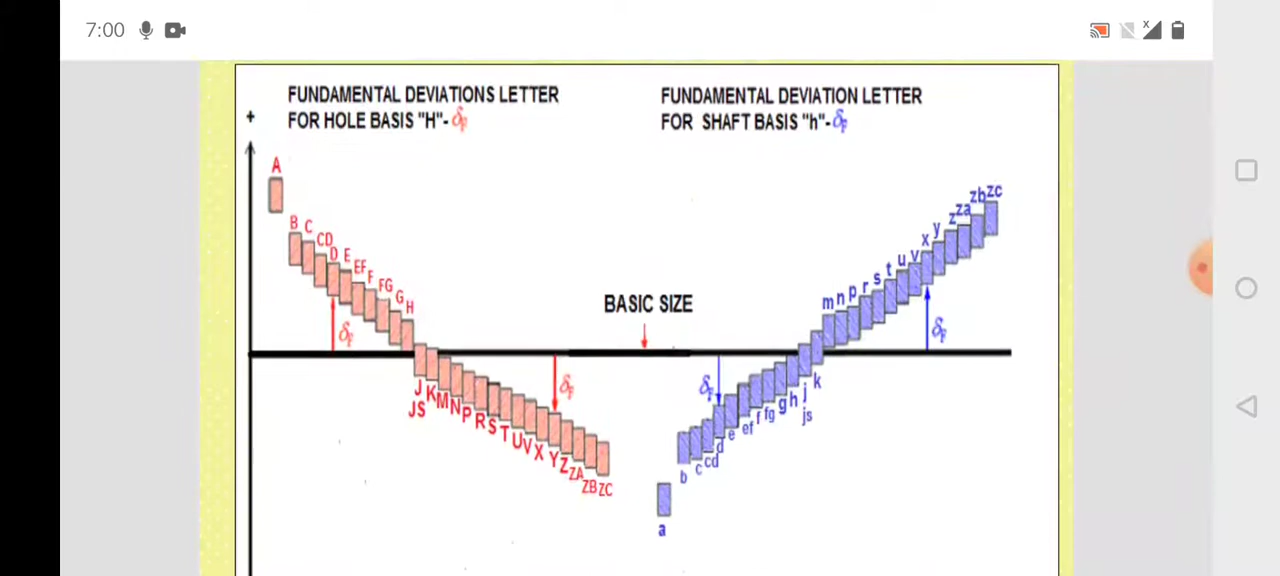 7:00
x
FUNDAMENTAL DEVIATIONS LETTER
FOR HOLE BASIS "H"- δF
FUNDAMENTAL DEVIATION LETTER
FOR SHAFT BASIS "h"- δF
+
A
B C CD D E EF F FG G H
δF
J JS K M N P R S T U V X Y Z ZA ZB ZC
δF
BASIC SIZE
a
b c cd d e ef f fg g h j js k
δF
m n p r s t u v x y z za zb zc
δF